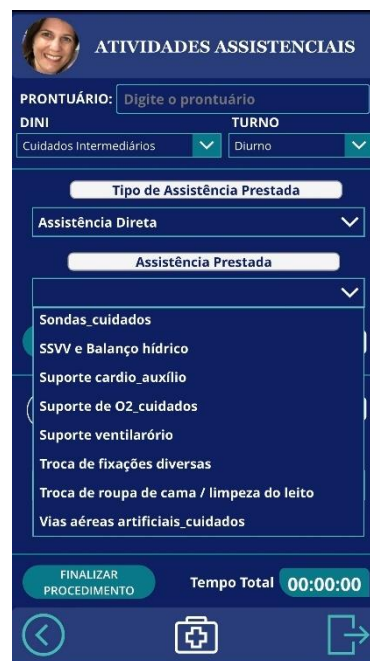 ATIVIDADES ASSISTENCIAIS
PRONTUÁRIO: Digite o prontuário
DINI TURNO
Cuidados Intermediários Diurno
Tipo de Assistência Prestada
Assistência Direta
Assistência Prestada
Sondas_cuidados
SSVV e Balanço hídrico
Suporte cardio_auxílio
Suporte de O2_cuidados
Suporte ventilarório
Troca de fixações diversas
Troca de roupa de cama / limpeza do leito
Vias aéreas artificiais_cuidados
FINALIZAR
PROCEDIMENTO Tempo Total 00:00:00